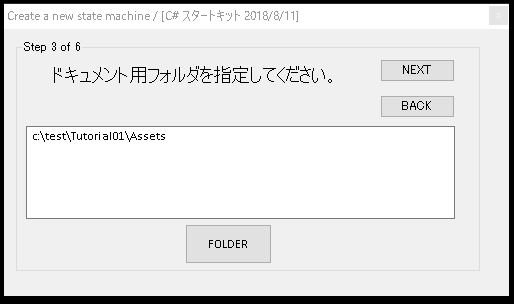 Create a new state machine / [C# スタートキット 2018/8/11]
Step 3 of 6
ドキュメント用フォルダを指定してください。
NEXT
BACK
c:\test\Tutorial01\Assets
FOLDER